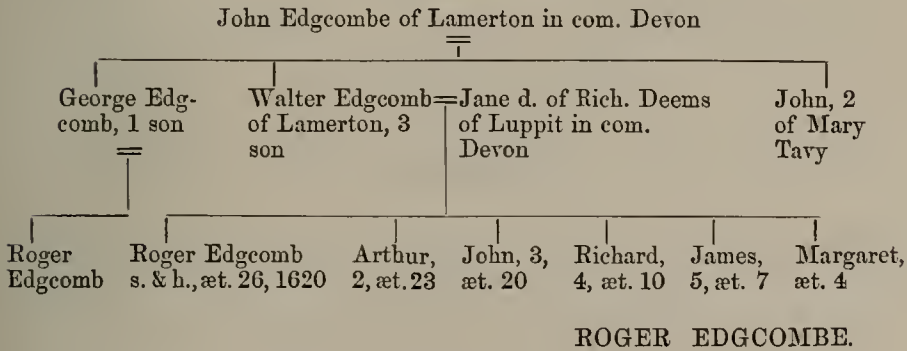 John Edgcombe of Lamerton in com. Devon
=
George Edg-
comb, 1 son
=
Walter Edgcomb=Jane d. of Rich. Deems
of Lamerton, 3
son
of Luppit in com.
Devon
John, 2
of Mary
Tavy
Roger
Edgcomb
Roger Edgcomb
s. & h., æt. 26, 1620
Arthur,
2, æt. 23
John, 3,
æt. 20
Richard,
4, æt. 10
James,
5, æt. 7
Margaret,
æt. 4
ROGER EDGCOMBE.